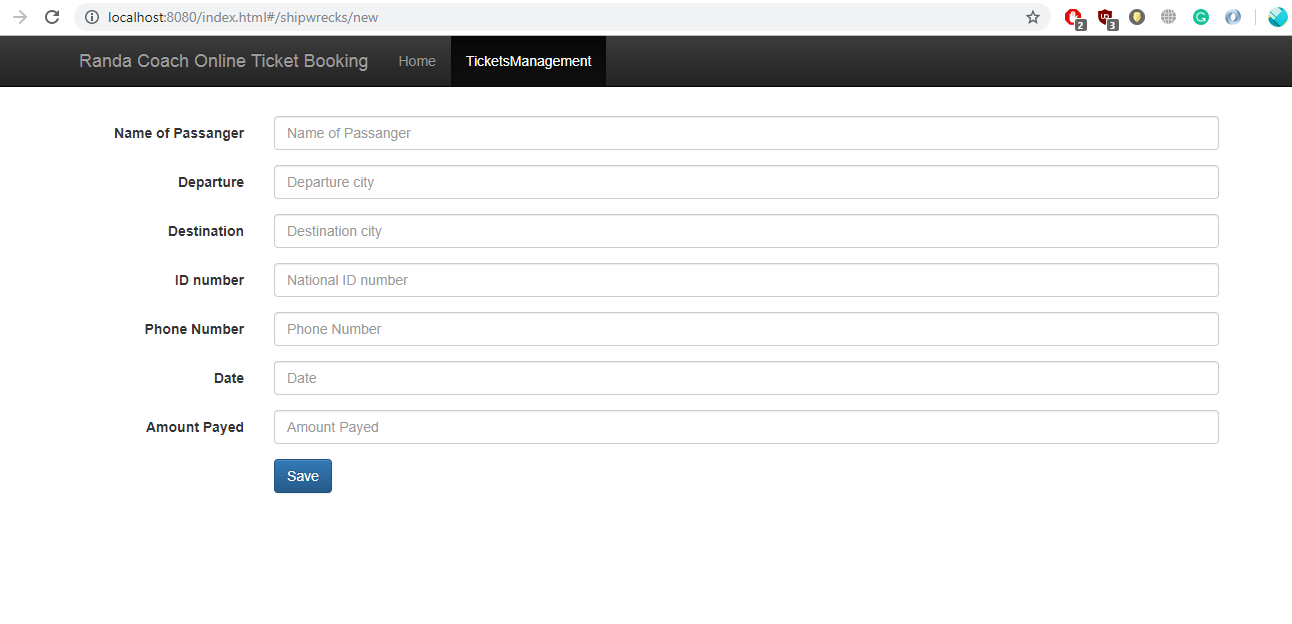 localhost:8080/index.html#/shipwrecks/new
2 3
Randa Coach Online Ticket Booking Home TicketsManagement
Name of Passanger Name of Passanger
Departure Departure city
Destination Destination city
ID number National ID number
Phone Number Phone Number
Date Date
Amount Payed Amount Payed
Save